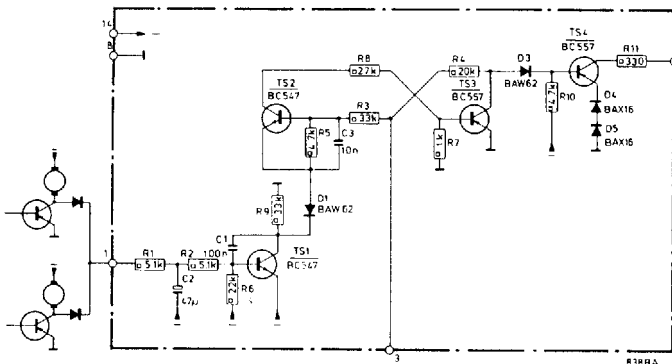 14
8
TS4
BC557
R11
330
R8
27k
R4
20k
D3
BAW62
TS2
BC547
TS3
BC557
R3
33k
R10
4.7k
D4
BAX16
D5
BAX16
R5
4.7k
C3
10n
R7
1k
R9
33k
D1
BAW62
C1
100n
TS1
BC547
1
R1
5.1k
R2
5.1k
C2
47µ
R6
22k
3
8388A